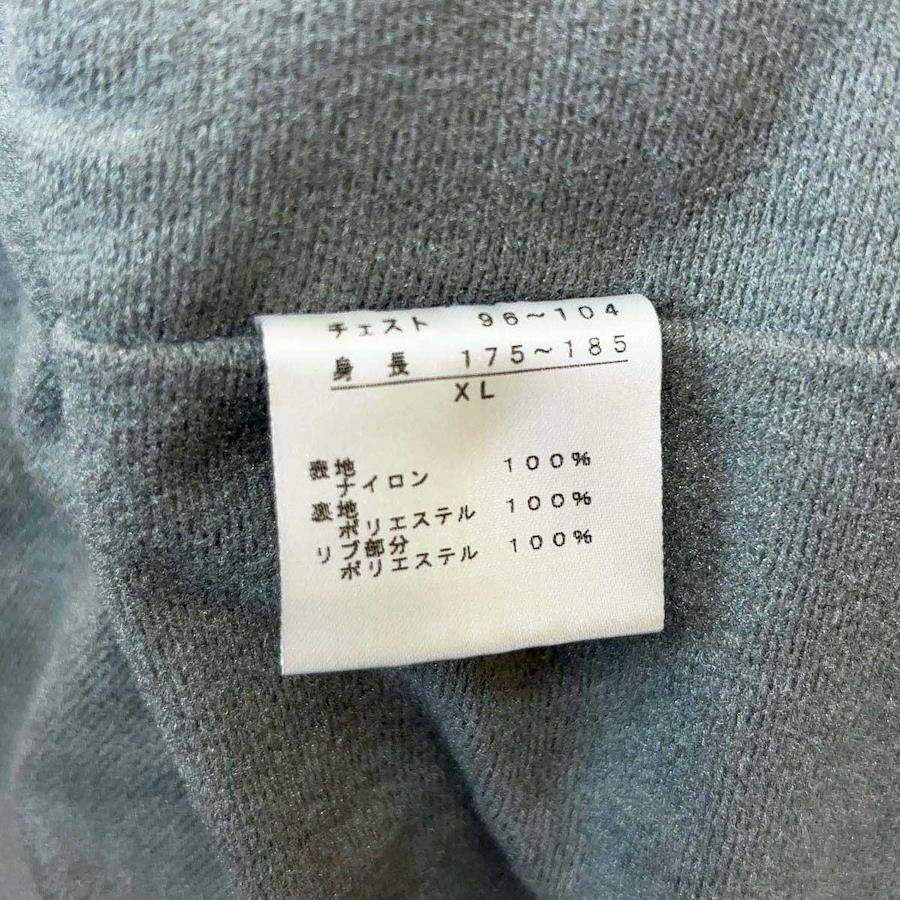 チェスト 96~104
身長 175~185
XL
表地
ナイロン 100%
表地
ポリエステル 100%
リブ部分
ポリエステル 100%